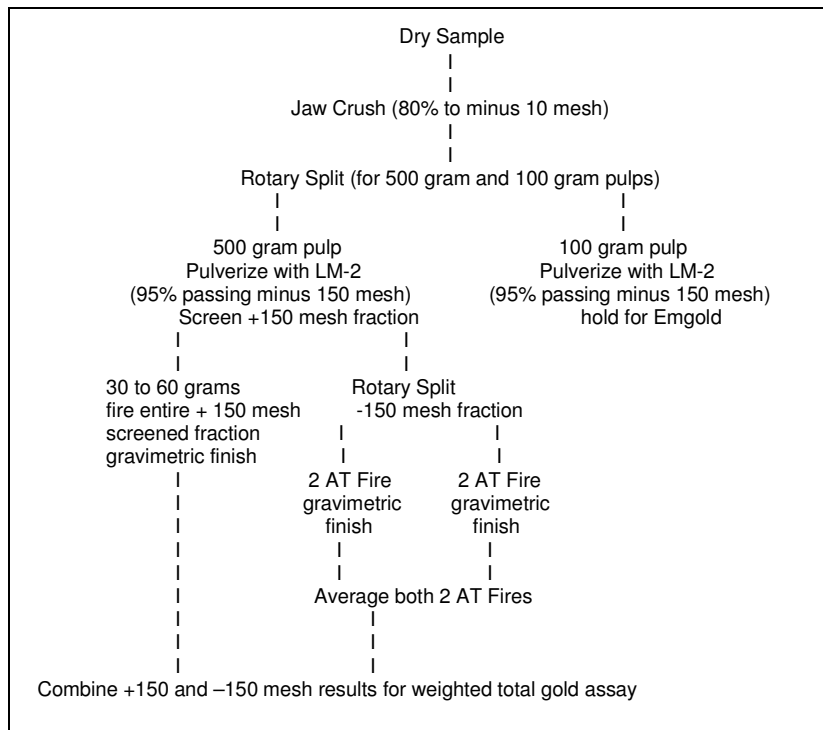 Dry Sample
Jaw Crush (80% to minus 10 mesh)
Rotary Split (for 500 gram and 100 gram pulps)
500 gram pulp
Pulverize with LM-2
(95% passing minus 150 mesh)
Screen +150 mesh fraction
100 gram pulp
Pulverize with LM-2
(95% passing minus 150 mesh)
hold for Emgold
30 to 60 grams
fire entire + 150 mesh
screened fraction
gravimetric finish
Rotary Split
-150 mesh fraction
2 AT Fire
gravimetric
finish
2 AT Fire
gravimetric
finish
Average both 2 AT Fires
Combine +150 and –150 mesh results for weighted total gold assay